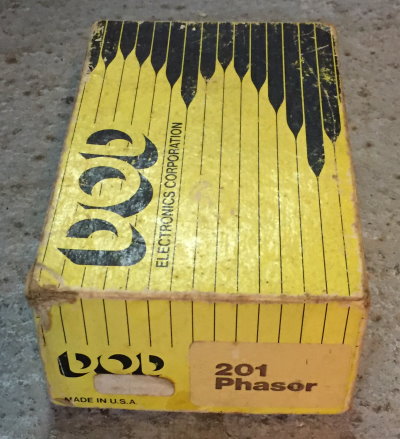 DOD
ELECTRONICS CORPORATION
DOD
MADE IN U.S.A.
201
Phasor